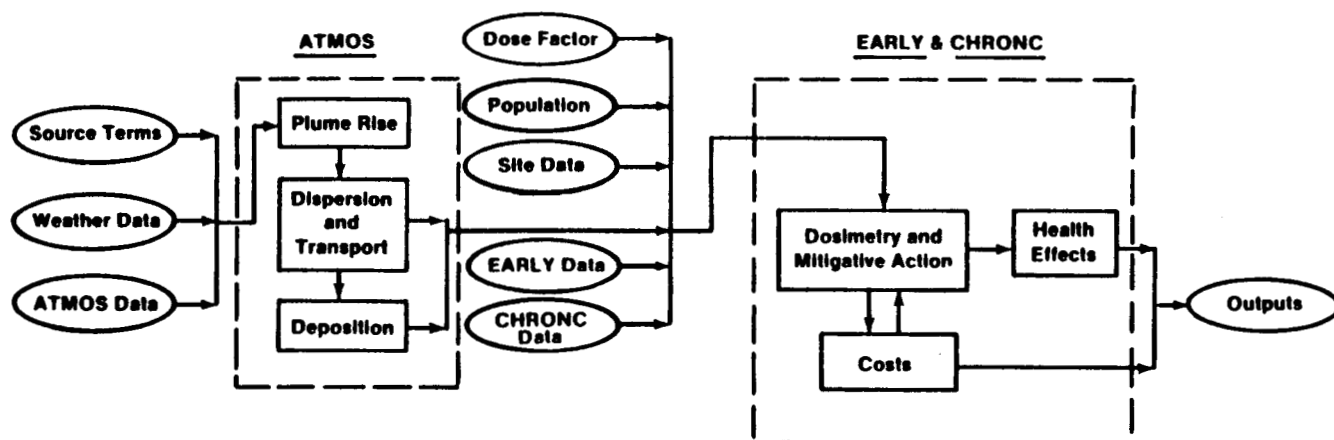 ATMOS
Source Terms
Weather Data
ATMOS Data
Plume Rise
Dispersion
and
Transport
Deposition
Dose Factor
Population
Site Data
EARLY Data
CHRONC
Data
EARLY & CHRONC
Dosimetry and
Mitigative Action
Health
Effects
Costs
Outputs